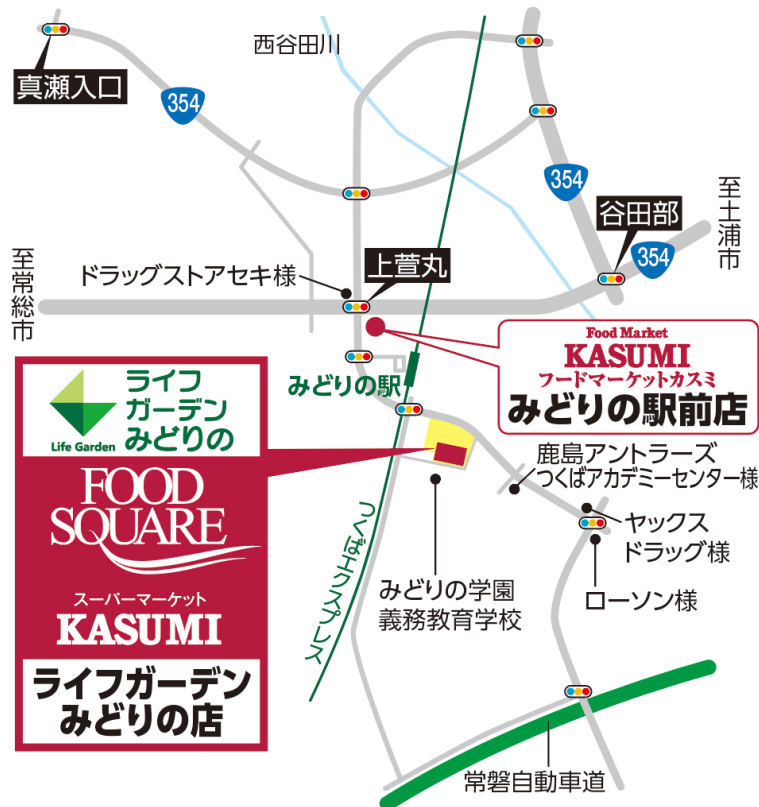 西谷田川
真瀬入口
354
354
谷田部
354
至土浦市
至常総市
ドラッグストアセキ様
上萱丸
Food Market
KASUMI
フードマーケットカスミ
みどりの駅前店
みどりの駅
ライフ
ガーデン
みどりの
Life Garden
FOOD
SQUARE
スーパーマーケット
KASUMI
ライフガーデン
みどりの店
つくばエクスプレス
鹿島アントラーズ
つくばアカデミーセンター様
ヤックス
ドラッグ様
ローソン様
みどりの学園
義務教育学校
常磐自動車道